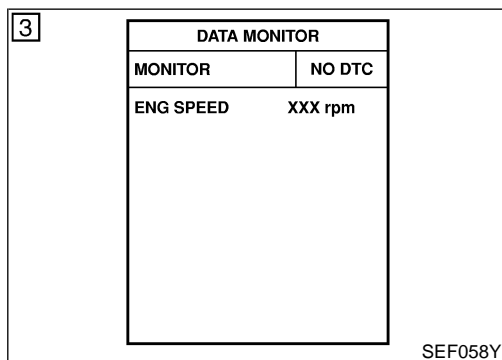 3
DATA MONITOR
MONITOR NO DTC
ENG SPEED XXX rpm
SEF058Y